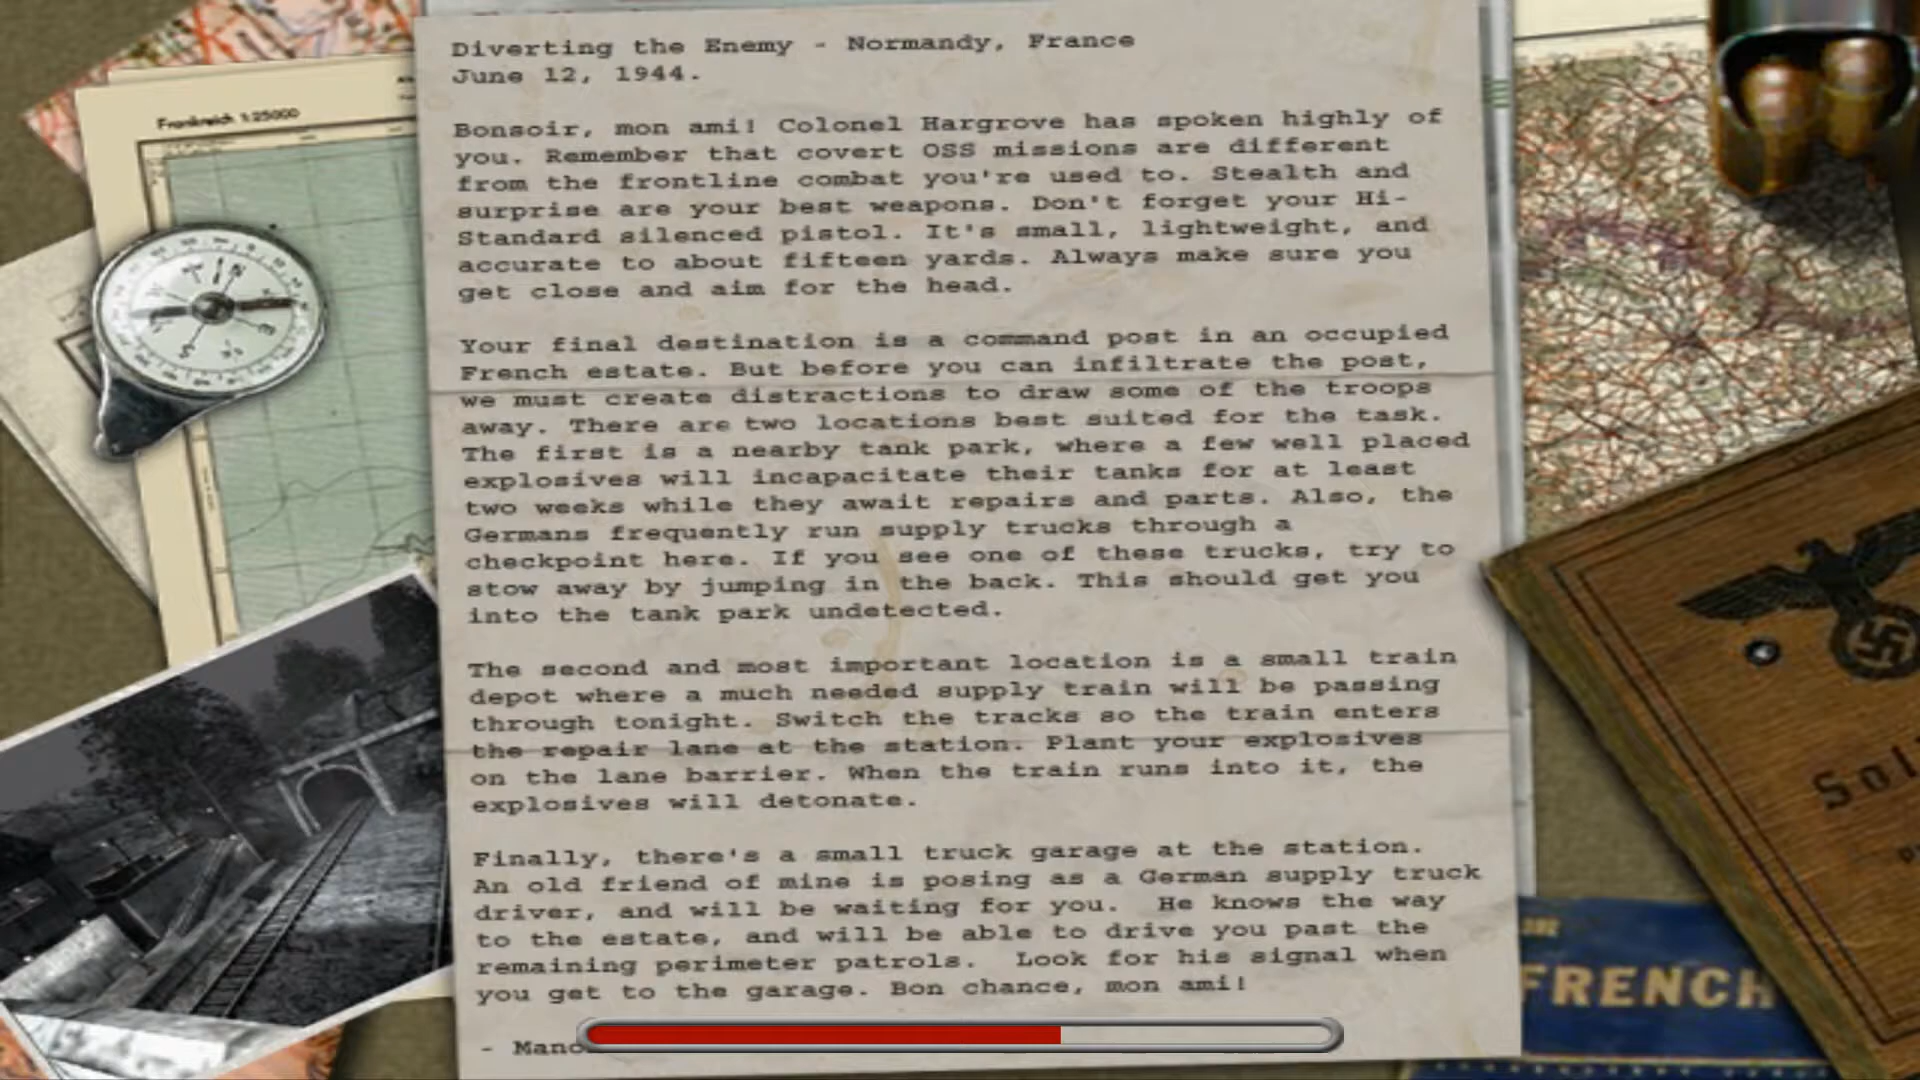 Diverting the Enemy - Normandy, France
June 12, 1944.
Bonsoir, mon ami! Colonel Hargrove has spoken highly of
you. Remember that covert OSS missions are different
from the frontline combat you're used to. Stealth and
surprise are your best weapons. Don't forget your Hi-
Standard silenced pistol. It's small, lightweight, and
accurate to about fifteen yards. Always make sure you
get close and aim for the head.
Your final destination is a command post in an occupied
French estate. But before you can infiltrate the post,
we must create distractions to draw some of the troops
away. There are two locations best suited for the task.
The first is a nearby tank park, where a few well placed
explosives will incapacitate their tanks for at least
two weeks while they await repairs and parts. Also, the
Germans frequently run supply trucks through a
checkpoint here. If you see one of these trucks, try to
stow away by jumping in the back. This should get you
into the tank park undetected.
The second and most important location is a small train
depot where a much needed supply train will be passing
through tonight. Switch the tracks so the train enters
the repair lane at the station. Plant your explosives
on the lane barrier. When the train runs into it, the
explosives will detonate.
Finally, there's a small truck garage at the station.
An old friend of mine is posing as a German supply truck
driver, and will be waiting for you. He knows the way
to the estate, and will be able to drive you past the
remaining perimeter patrols. Look for his signal when
you get to the garage. Bon chance, mon ami!
- Mano
Frankreich 1:25000
N
E
S
Sol
FRENCH